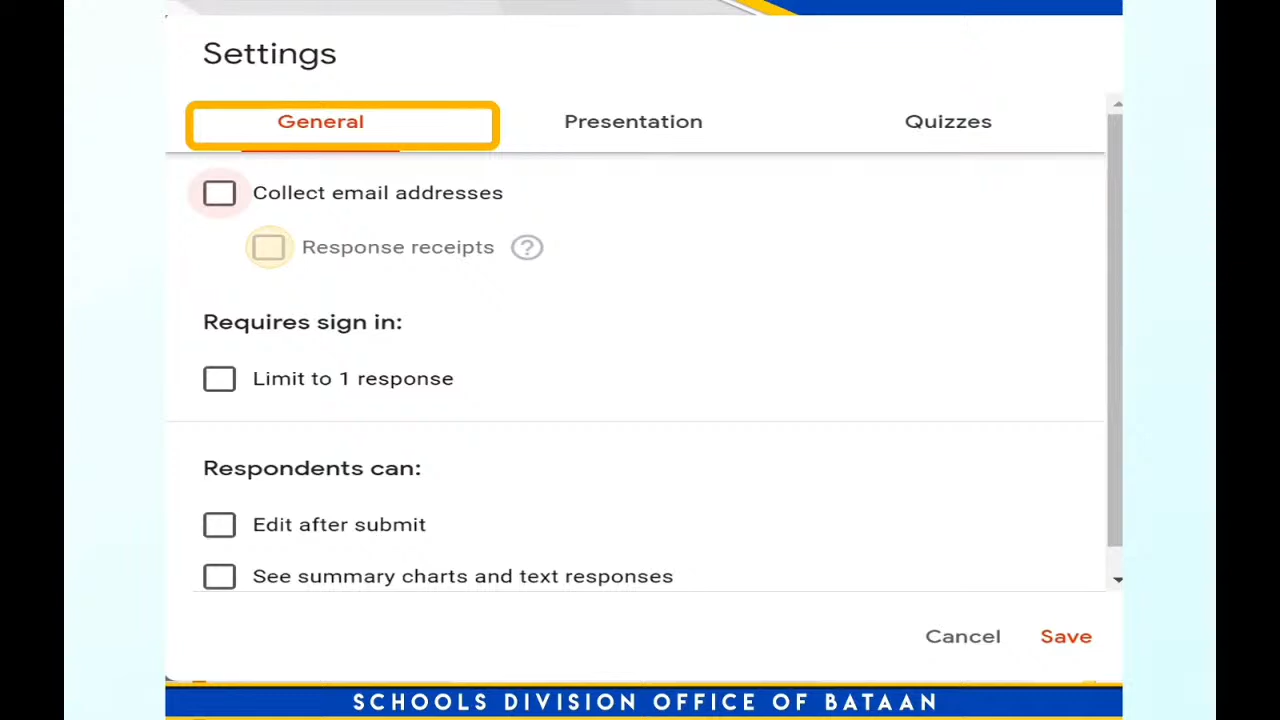 Settings
General Presentation Quizzes
Collect email addresses
Response receipts ?
Requires sign in:
Limit to 1 response
Respondents can:
Edit after submit
See summary charts and text responses
Cancel Save
SCHOOLS DIVISION OFFICE OF BATAAN